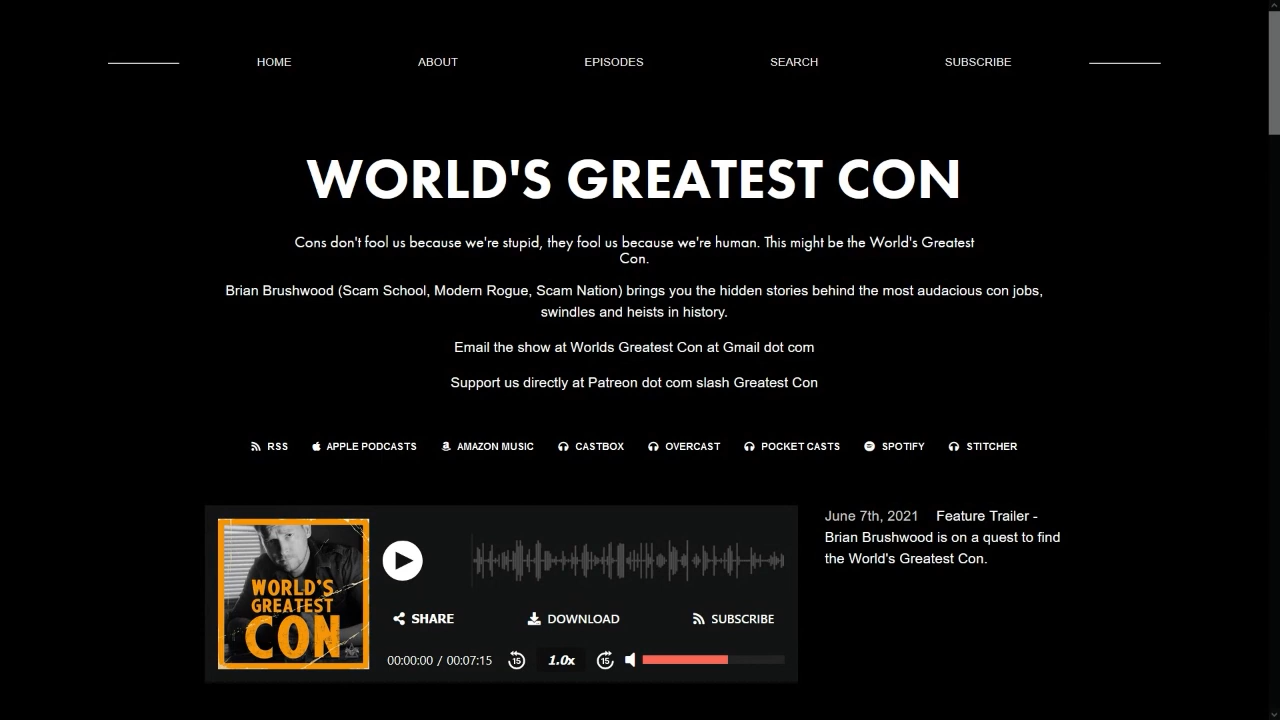 HOME ABOUT EPISODES SEARCH SUBSCRIBE
WORLD'S GREATEST CON
Cons don't fool us because we're stupid, they fool us because we're human. This might be the World's Greatest
Con.
Brian Brushwood (Scam School, Modern Rogue, Scam Nation) brings you the hidden stories behind the most audacious con jobs,
swindles and heists in history.
Email the show at Worlds Greatest Con at Gmail dot com
Support us directly at Patreon dot com slash Greatest Con
RSS APPLE PODCASTS AMAZON MUSIC CASTBOX OVERCAST POCKET CASTS SPOTIFY STITCHER
WORLD'S
GREATEST
CON
SHARE DOWNLOAD SUBSCRIBE
00:00:00 / 00:07:15 15 1.0x 15
June 7th, 2021 Feature Trailer -
Brian Brushwood is on a quest to find
the World's Greatest Con.